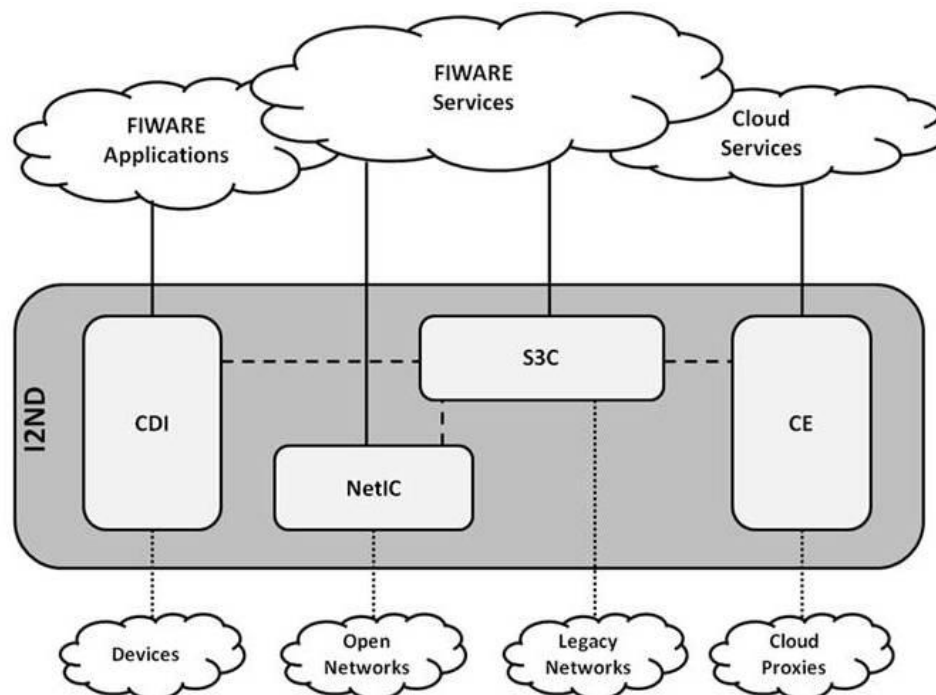 FIWARE
Services
FIWARE
Applications
Cloud
Services
I2ND
CDI
S3C
CE
NetIC
Devices
Open
Networks
Legacy
Networks
Cloud
Proxies